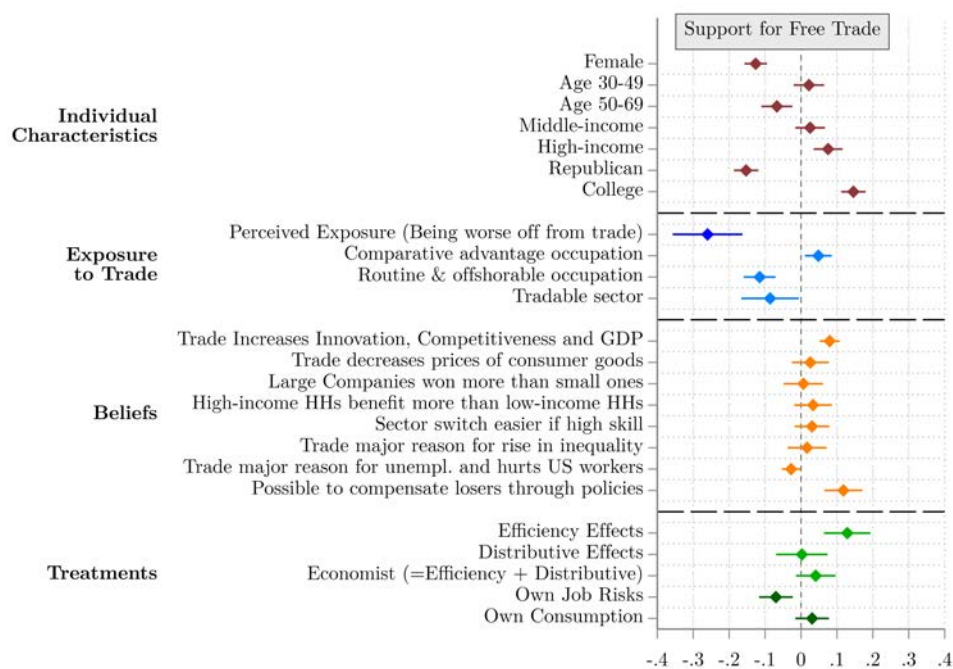 Support for Free Trade
Individual
Characteristics
Female
Age 30-49
Age 50-69
Middle-income
High-income
Republican
College
Exposure
to Trade
Perceived Exposure (Being worse off from trade)
Comparative advantage occupation
Routine & offshorable occupation
Tradable sector
Beliefs
Trade Increases Innovation, Competitiveness and GDP
Trade decreases prices of consumer goods
Large Companies won more than small ones
High-income HHs benefit more than low-income HHs
Sector switch easier if high skill
Trade major reason for rise in inequality
Trade major reason for unempl. and hurts US workers
Possible to compensate losers through policies
Treatments
Efficiency Effects
Distributive Effects
Economist (=Efficiency + Distributive)
Own Job Risks
Own Consumption
-.4 -.3 -.2 -.1 0 .1 .2 .3 .4